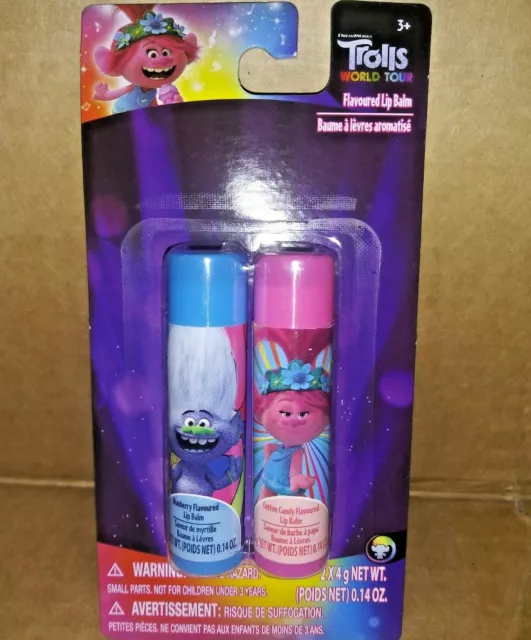 3+
DREAMWORKS
TROLLS
WORLD TOUR
Flavoured Lip Balm
Baume à lèvres aromatisé
Blueberry Flavoured
Lip Balm
Saveur de myrtille
Baume à Lèvres
WT. (POIDS NET) 0.14 OZ.
Cotton Candy Flavoured
Lip Balm
Saveur de barbe à papa
Baume à Lèvres
NET WT. (POIDS NET) 0.14
WARNING: HAZARD.
SMALL PARTS. NOT FOR CHILDREN UNDER 3 YEARS.
2 X 4 g NET WT.
(POIDS NET) 0.14 OZ.
AVERTISSEMENT: RISQUE DE SUFFOCATION.
PETITES PIÈCES. NE CONVIENT PAS AUX ENFANTS DE MOINS DE 3 ANS.